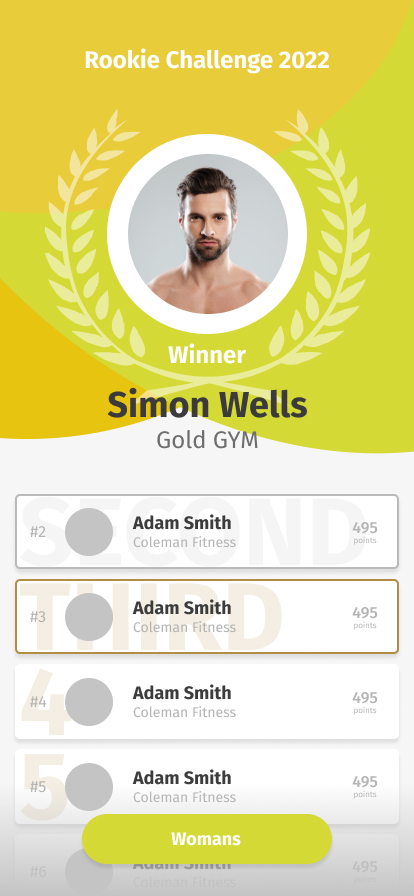 Rookie Challenge 2022
Winner
Simon Wells
Gold GYM
SECOND
#2
Adam Smith
Coleman Fitness
495
points
THIRD
#3
Adam Smith
Coleman Fitness
495
points
4
#4
Adam Smith
Coleman Fitness
495
points
5
#5
Adam Smith
Coleman Fitness
495
points
Womans
#6
Adam Smith
Coleman Fitness
495
points